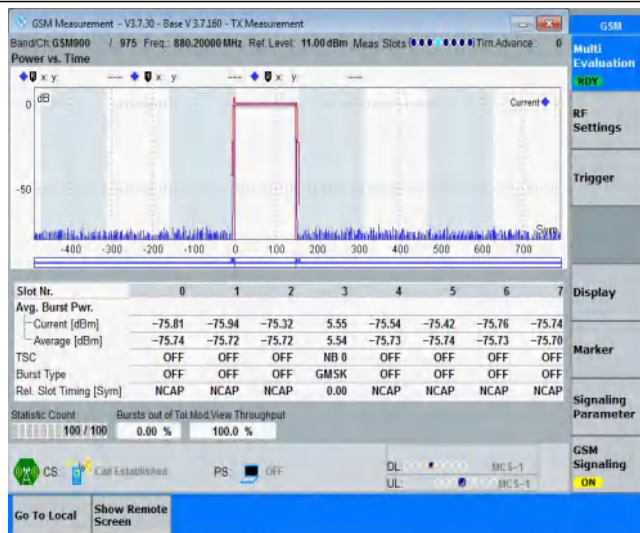 GSM Measurement - V3.7.30 - Base V 3.7.160 - TX Measurement
GSM
Band/Ch: GSM900 / 975 Freq.: 880.20000 MHz Ref. Level: 11.00 dBm Meas Slots Tim.Advance: 0
Power vs. Time
Multi Evaluation
RDY
x y: --- x y --- x y ---
dB
Current
0
-50
Sym
-400 -300 -200 -100 0 100 200 300 400 500 600 700
RF Settings
Trigger
Slot Nr. 0 1 2 3 4 5 6 7
Avg. Burst Pwr.
Current [dBm] -75.81 -75.94 -75.32 5.55 -75.54 -75.42 -75.76 -75.74
Average [dBm] -75.74 -75.72 -75.72 5.54 -75.73 -75.74 -75.73 -75.70
TSC OFF OFF OFF NB 0 OFF OFF OFF OFF
Burst Type OFF OFF OFF GMSK OFF OFF OFF OFF
Rel. Slot Timing [Sym] NCAP NCAP NCAP 0.00 NCAP NCAP NCAP NCAP
Display
Marker
Statistic Count Bursts out of Tol. Mod.View Throughput
100 / 100 0.00 % 100.0 %
Signaling Parameter
CS: Call Established PS: OFF DL: MCS-1
UL: MCS-1
GSM Signaling
ON
Go To Local
Show Remote Screen